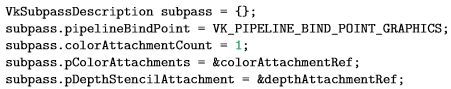 VkSubpassDescription subpass = {};
subpass.pipelineBindPoint = VK_PIPELINE_BIND_POINT_GRAPHICS;
subpass.colorAttachmentCount = 1;
subpass.pColorAttachments = &colorAttachmentRef;
subpass.pDepthStencilAttachment = &depthAttachmentRef;